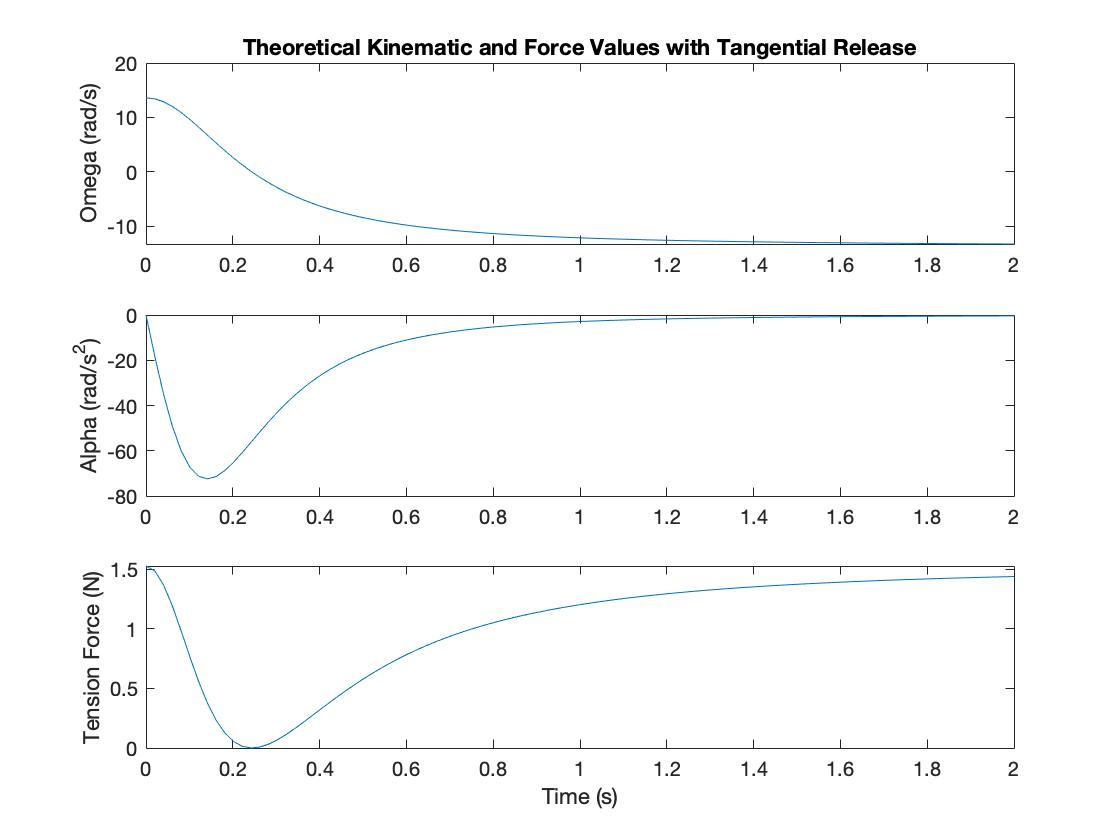 Theoretical Kinematic and Force Values with Tangential Release
Omega (rad/s)
20
10
0
-10
0 0.2 0.4 0.6 0.8 1 1.2 1.4 1.6 1.8 2
Alpha (rad/s²)
0
-20
-40
-60
-80
0 0.2 0.4 0.6 0.8 1 1.2 1.4 1.6 1.8 2
Tension Force (N)
1.5
1
0.5
0
0 0.2 0.4 0.6 0.8 1 1.2 1.4 1.6 1.8 2
Time (s)